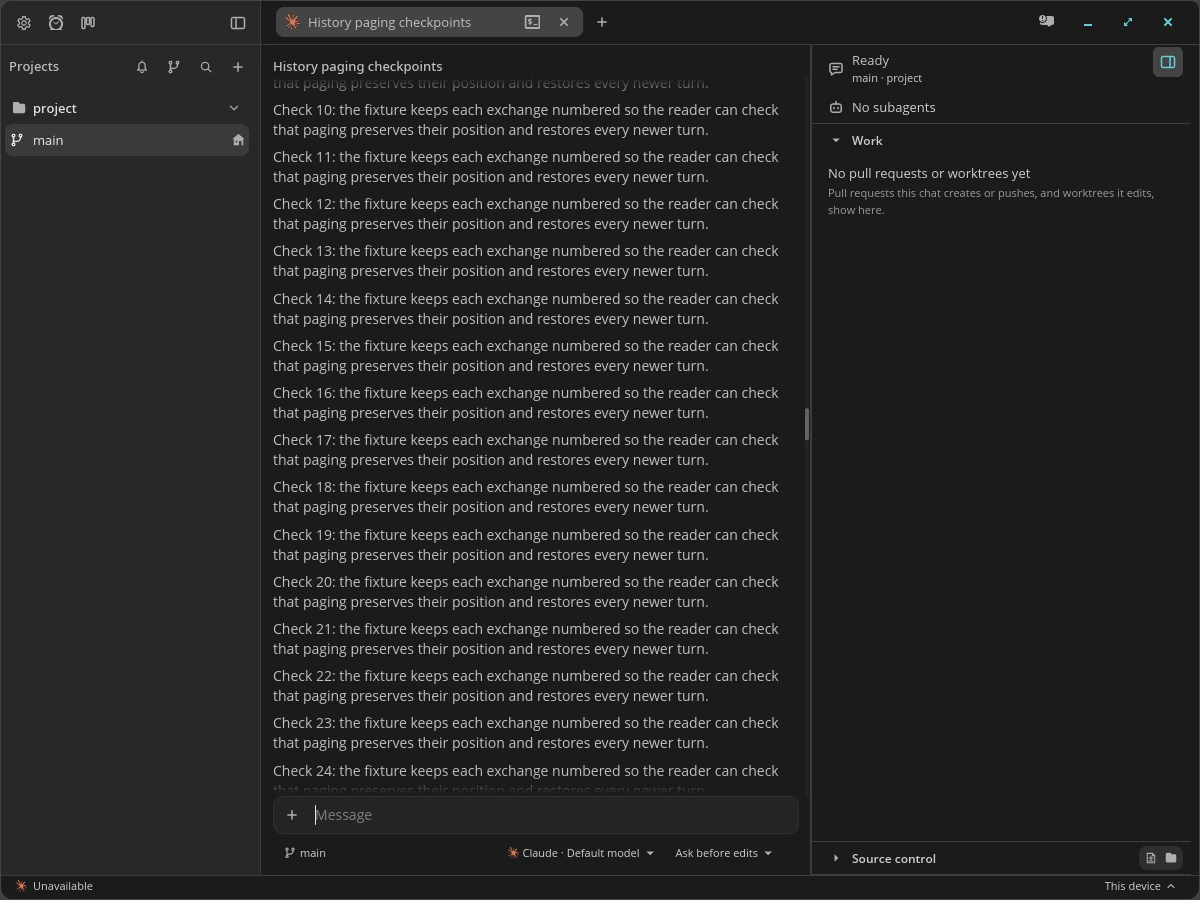 History paging checkpoints
Projects
project
main
History paging checkpoints
that paging preserves their position and restores every newer turn.
Check 10: the fixture keeps each exchange numbered so the reader can check
that paging preserves their position and restores every newer turn.
Check 11: the fixture keeps each exchange numbered so the reader can check
that paging preserves their position and restores every newer turn.
Check 12: the fixture keeps each exchange numbered so the reader can check
that paging preserves their position and restores every newer turn.
Check 13: the fixture keeps each exchange numbered so the reader can check
that paging preserves their position and restores every newer turn.
Check 14: the fixture keeps each exchange numbered so the reader can check
that paging preserves their position and restores every newer turn.
Check 15: the fixture keeps each exchange numbered so the reader can check
that paging preserves their position and restores every newer turn.
Check 16: the fixture keeps each exchange numbered so the reader can check
that paging preserves their position and restores every newer turn.
Check 17: the fixture keeps each exchange numbered so the reader can check
that paging preserves their position and restores every newer turn.
Check 18: the fixture keeps each exchange numbered so the reader can check
that paging preserves their position and restores every newer turn.
Check 19: the fixture keeps each exchange numbered so the reader can check
that paging preserves their position and restores every newer turn.
Check 20: the fixture keeps each exchange numbered so the reader can check
that paging preserves their position and restores every newer turn.
Check 21: the fixture keeps each exchange numbered so the reader can check
that paging preserves their position and restores every newer turn.
Check 22: the fixture keeps each exchange numbered so the reader can check
that paging preserves their position and restores every newer turn.
Check 23: the fixture keeps each exchange numbered so the reader can check
that paging preserves their position and restores every newer turn.
Check 24: the fixture keeps each exchange numbered so the reader can check
that paging preserves their position and restores every newer turn.
Message
main
Claude · Default model
Ask before edits
Ready
main · project
No subagents
Work
No pull requests or worktrees yet
Pull requests this chat creates or pushes, and worktrees it edits,
show here.
Source control
Unavailable
This device